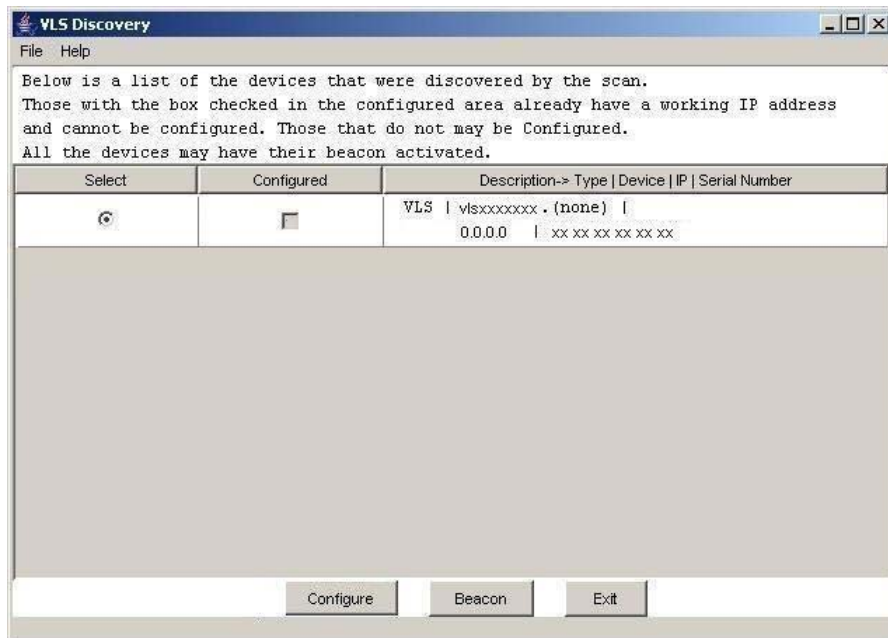 VLS Discovery
File Help
Below is a list of the devices that were discovered by the scan.
Those with the box checked in the configured area already have a working IP address
and cannot be configured. Those that do not may be Configured.
All the devices may have their beacon activated.
Select Configured Description-> Type | Device | IP | Serial Number
VLS | vlsxxxxxxx . (none) |
0.0.0.0 | xx xx xx xx xx xx
Configure Beacon Exit